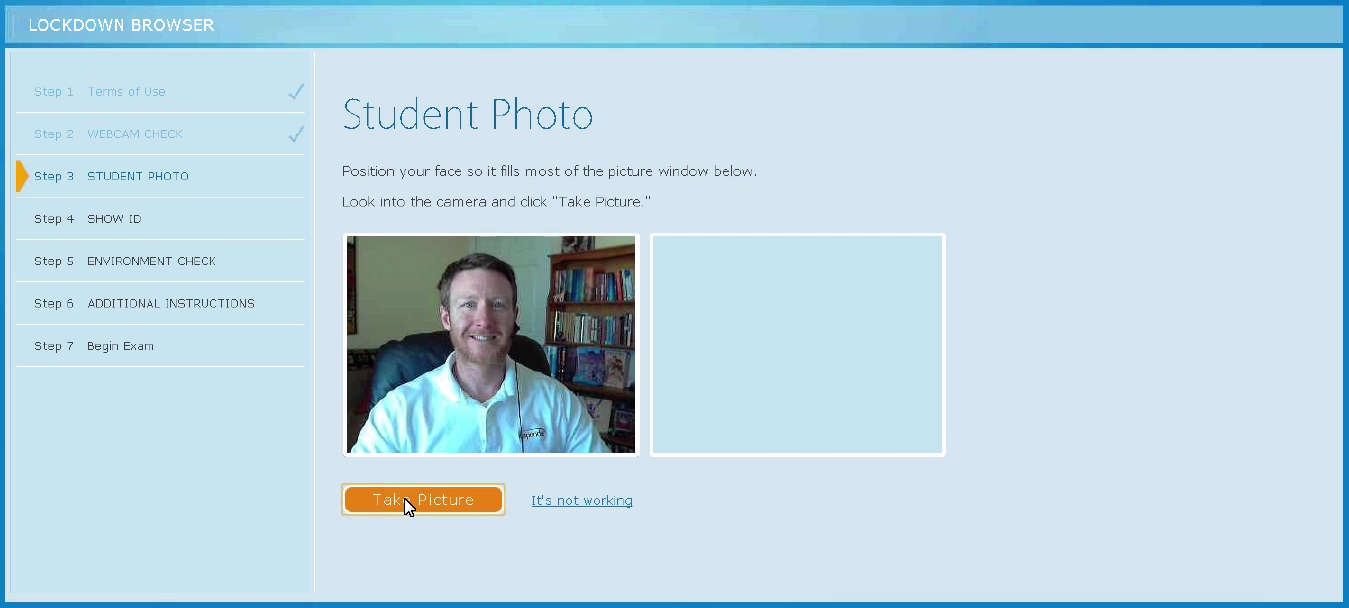 LOCKDOWN BROWSER
Step 1 Terms of Use
Step 2 WEBCAM CHECK
Step 3 STUDENT PHOTO
Step 4 SHOW ID
Step 5 ENVIRONMENT CHECK
Step 6 ADDITIONAL INSTRUCTIONS
Step 7 Begin Exam
Student Photo
Position your face so it fills most of the picture window below.
Look into the camera and click "Take Picture."
Take Picture
It's not working